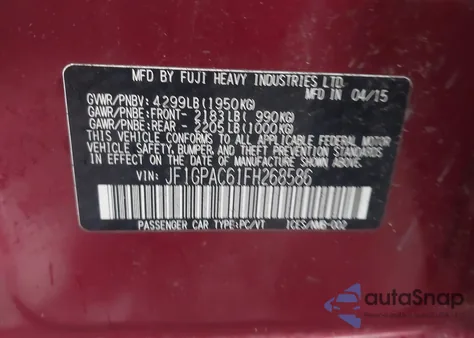 MFD BY FUJI HEAVY INDUSTRIES LTD.
MFD IN 04/15
GVWR/PNBV: 4299LB(1950KG)
GAWR/PNBE:FRONT- 2183LB( 990KG)
GAWR/PNBE:REAR - 2205LB(1000KG)
THIS VEHICLE CONFORMS TO ALL APPLICABLE FEDERAL MOTOR
VEHICLE SAFETY, BUMPER, AND THEFT PREVENTION STANDARDS
IN EFFECT ON THE DATE OF MANUFACTURE SHOWN ABOVE.
VIN: JF1GPAC61FH268586
PASSENGER CAR TYPE:PC/VT ICES/NMB-002
autoSnap